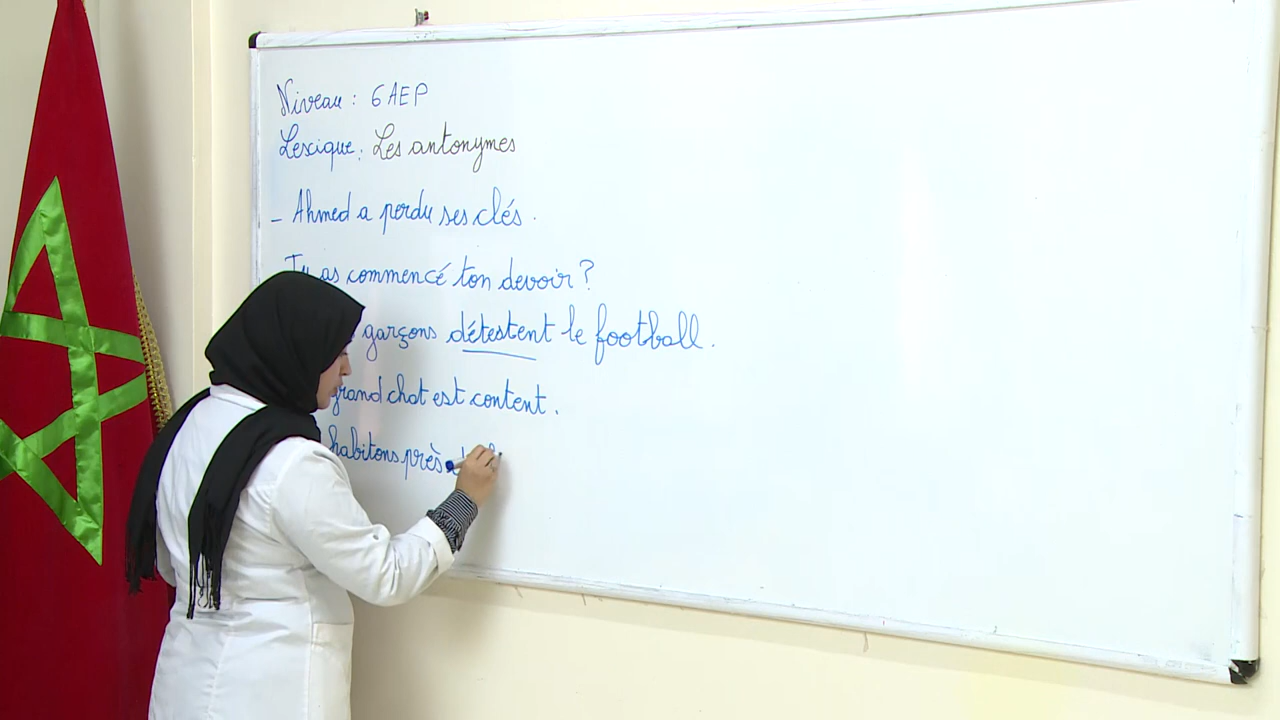 Niveau : 6 AEP
Lexique : Les antonymes
- Ahmed a perdu ses clés .
Tu as commencé ton devoir ?
garçons détestent le football .
grand chat est content .
habitons près